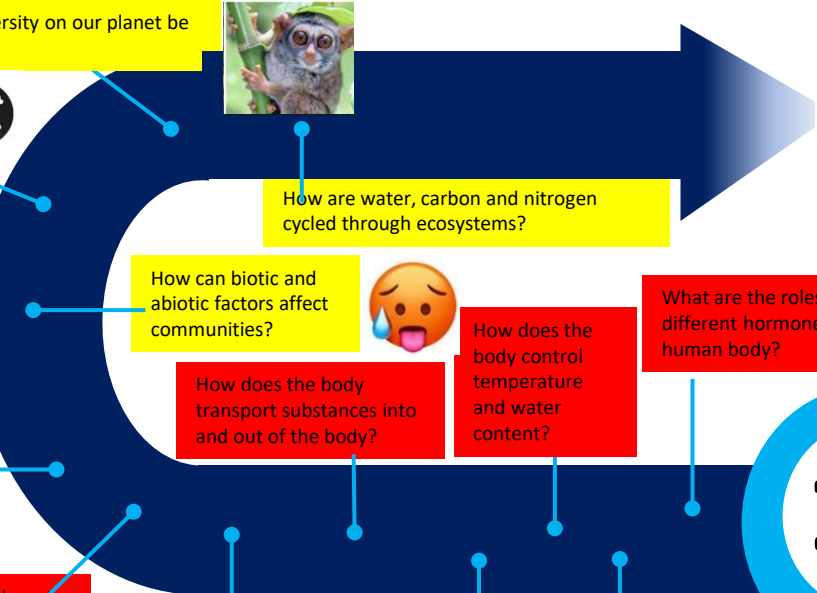 ersity on our planet be
How are water, carbon and nitrogen
cycled through ecosystems?
How can biotic and
abiotic factors affect
communities?
How does the
body control
temperature
and water
content?
What are the roles
different hormone
human body?
How does the body
transport substances into
and out of the body?